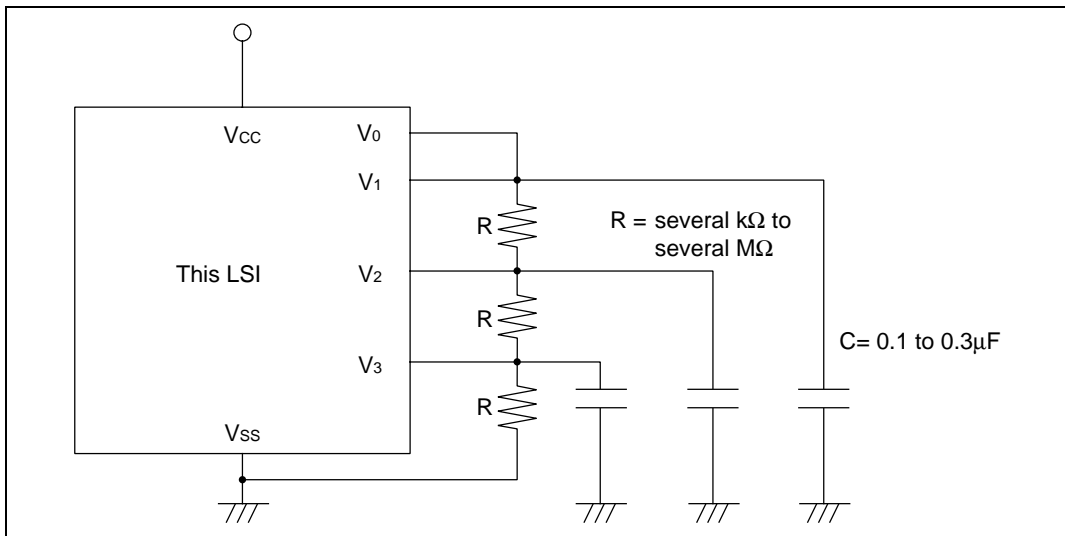 VCC
V0
V1
R
R = several kΩ to
several MΩ
This LSI
V2
R
C= 0.1 to 0.3μF
V3
R
VSS